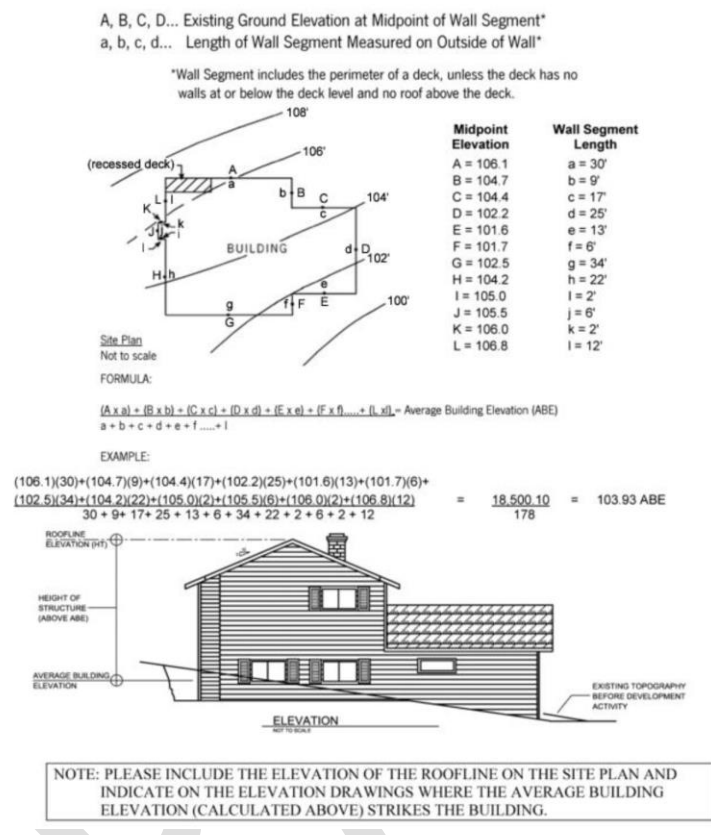 A, B, C, D... Existing Ground Elevation at Midpoint of Wall Segment*
a, b, c, d... Length of Wall Segment Measured on Outside of Wall*
*Wall Segment includes the perimeter of a deck, unless the deck has no
walls at or below the deck level and no roof above the deck.
108'
106'
(recessed deck)
A
a
b B
C
c
104'
L l
K
k
J j
I i
BUILDING
d D
102'
H h
e
E
f F
g
G
100'
Midpoint Elevation
Wall Segment Length
A = 106.1 a = 30'
B = 104.7 b = 9'
C = 104.4 c = 17'
D = 102.2 d = 25'
E = 101.6 e = 13'
F = 101.7 f = 6'
G = 102.5 g = 34'
H = 104.2 h = 22'
I = 105.0 I = 2'
J = 105.5 j = 6'
K = 106.0 k = 2'
L = 106.8 l = 12'
Site Plan
Not to scale
FORMULA:
(A x a) + (B x b) + (C x c) + (D x d) + (E x e) + (F x f).....+ (L xl) = Average Building Elevation (ABE)
a + b + c + d + e + f .....+ l
EXAMPLE:
(106.1)(30)+(104.7)(9)+(104.4)(17)+(102.2)(25)+(101.6)(13)+(101.7)(6)+
(102.5)(34)+(104.2)(22)+(105.0)(2)+(105.5)(6)+(106.0)(2)+(106.8)(12) = 18,500.10 = 103.93 ABE
30 + 9+ 17+ 25 + 13 + 6 + 34 + 22 + 2 + 6 + 2 + 12 178
ROOFLINE
ELEVATION (HT)
HEIGHT OF
STRUCTURE
(ABOVE ABE)
AVERAGE BUILDING
ELEVATION
EXISTING TOPOGRAPHY
BEFORE DEVELOPMENT
ACTIVITY
ELEVATION
NOT TO SCALE
NOTE: PLEASE INCLUDE THE ELEVATION OF THE ROOFLINE ON THE SITE PLAN AND
INDICATE ON THE ELEVATION DRAWINGS WHERE THE AVERAGE BUILDING
ELEVATION (CALCULATED ABOVE) STRIKES THE BUILDING.